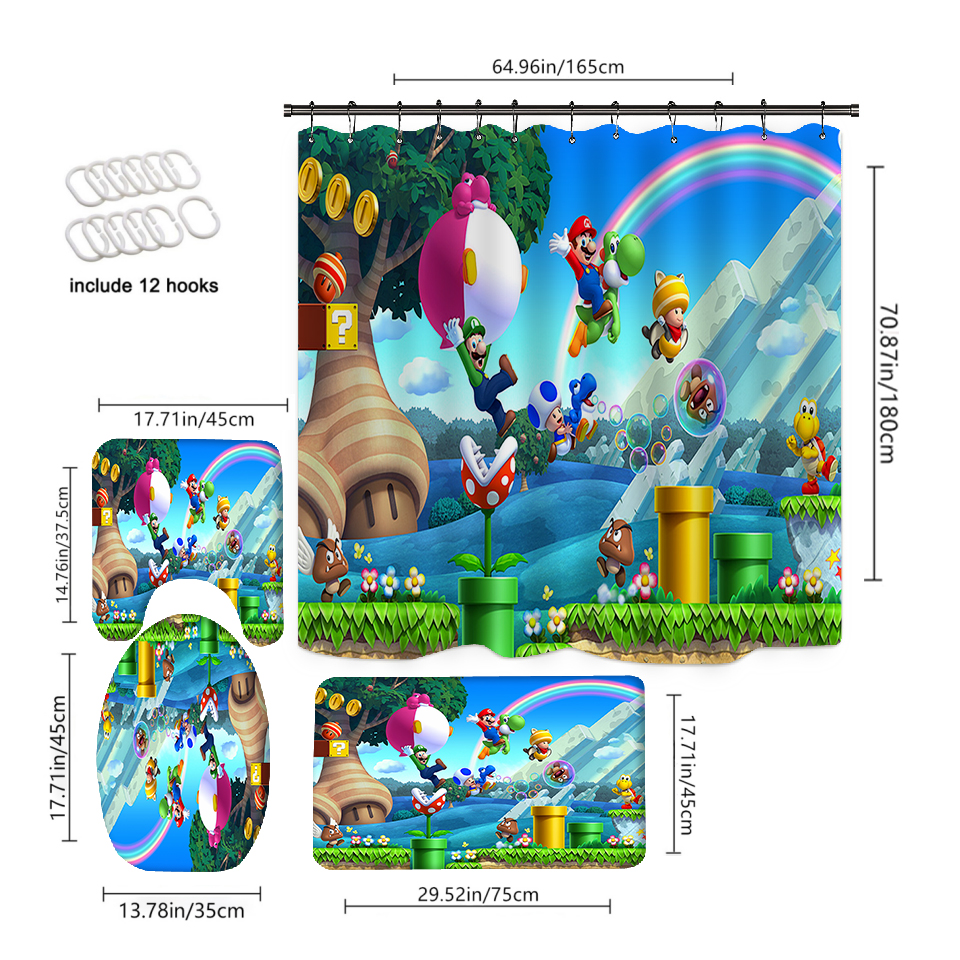 64.96in/165cm
include 12 hooks
70.87in/180cm
17.71in/45cm
14.76in/37.5cm
17.71in/45cm
17.71in/45cm
29.52in/75cm
13.78in/35cm
?
?
?
M